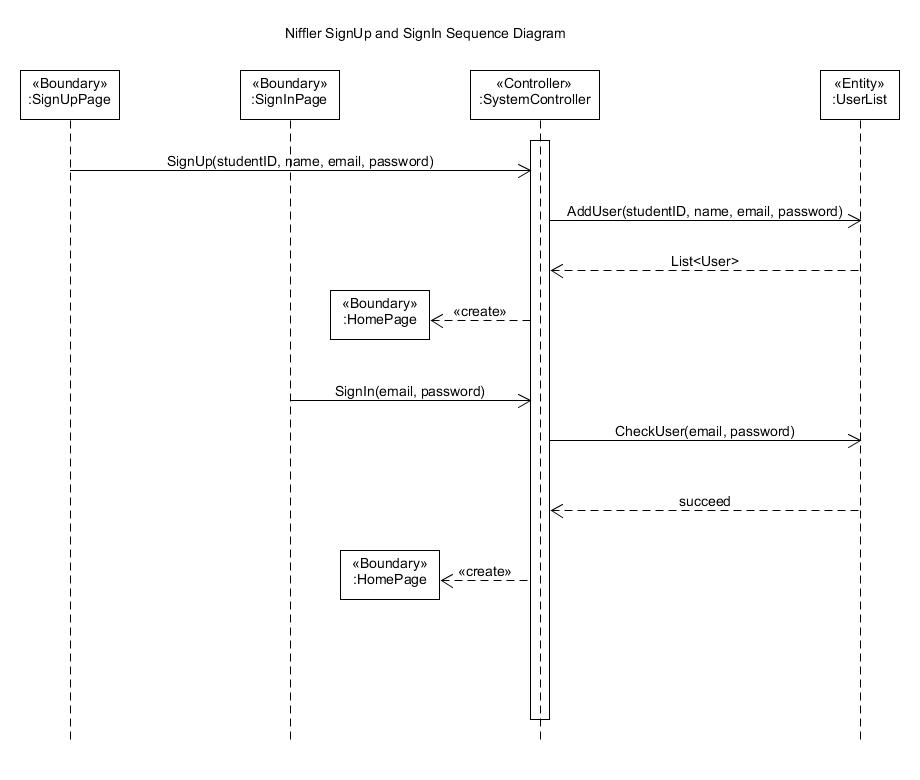 Niffler SignUp and SignIn Sequence Diagram
«Boundary»
:SignUpPage
«Boundary»
:SignInPage
«Controller»
:SystemController
«Entity»
:UserList
SignUp(studentID, name, email, password)
AddUser(studentID, name, email, password)
List<User>
«Boundary»
:HomePage
«create»
SignIn(email, password)
CheckUser(email, password)
succeed
«Boundary»
:HomePage
«create»